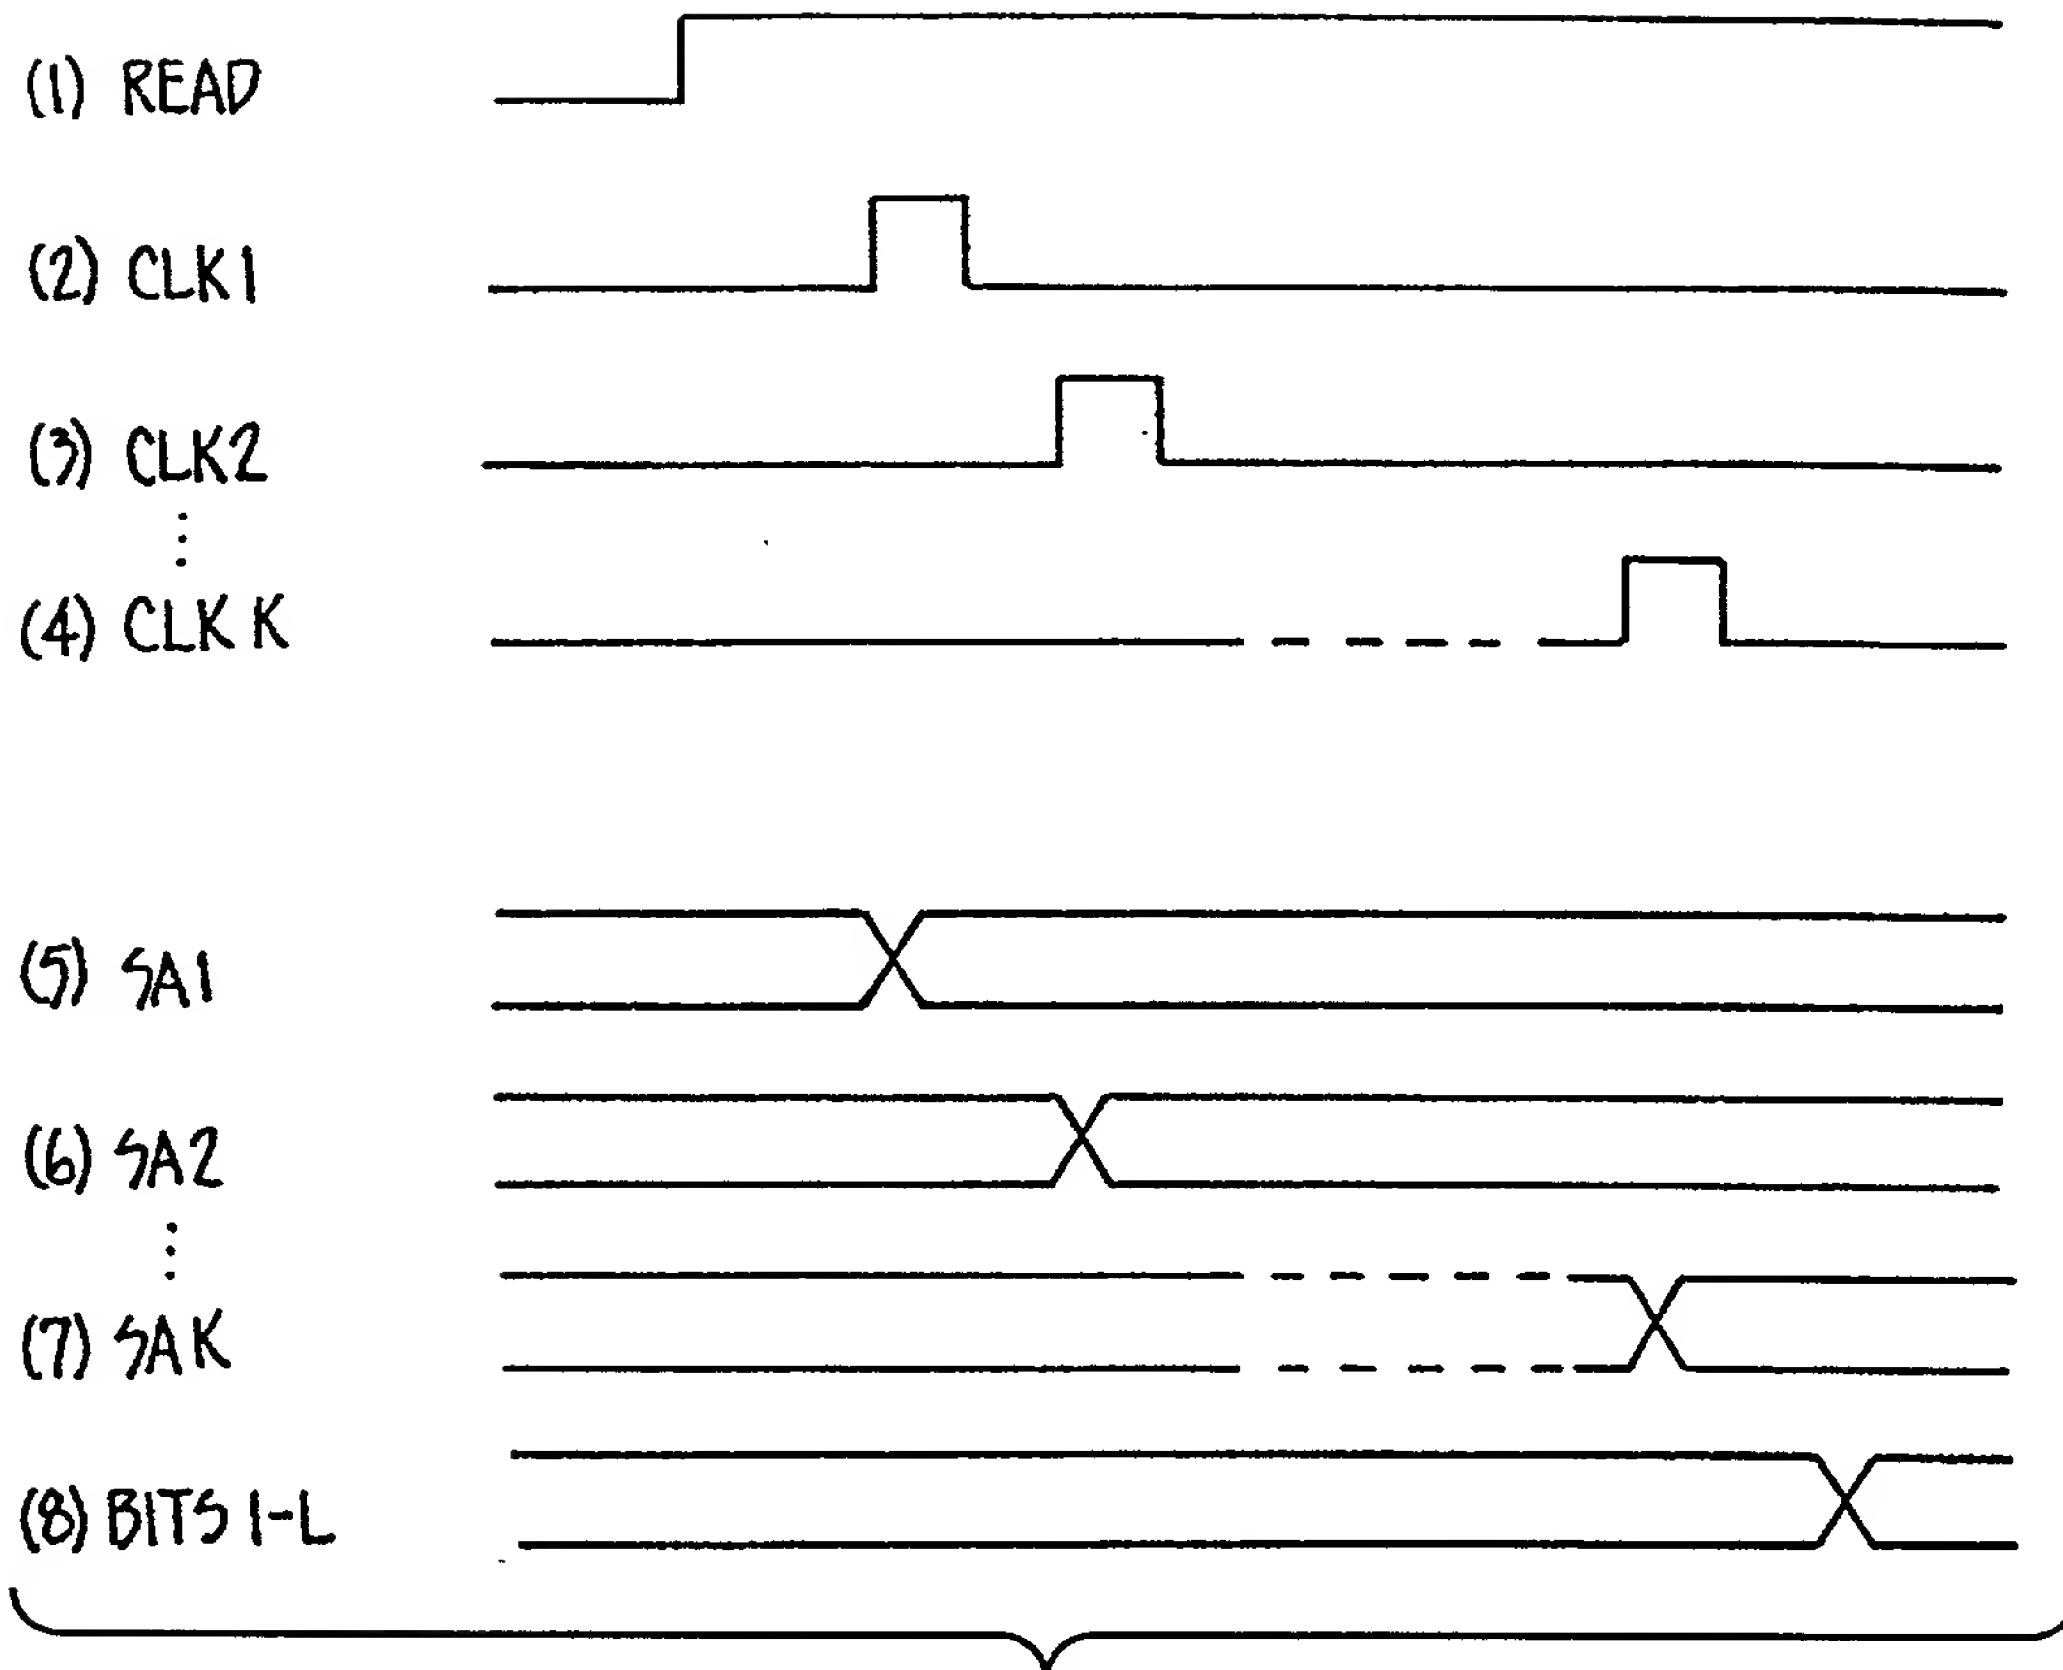 (1) READ
(2) CLK1
(3) CLK2
⋮
(4) CLK K
(5) SA1
(6) SA2
⋮
(7) SAK
(8) BITS 1-L